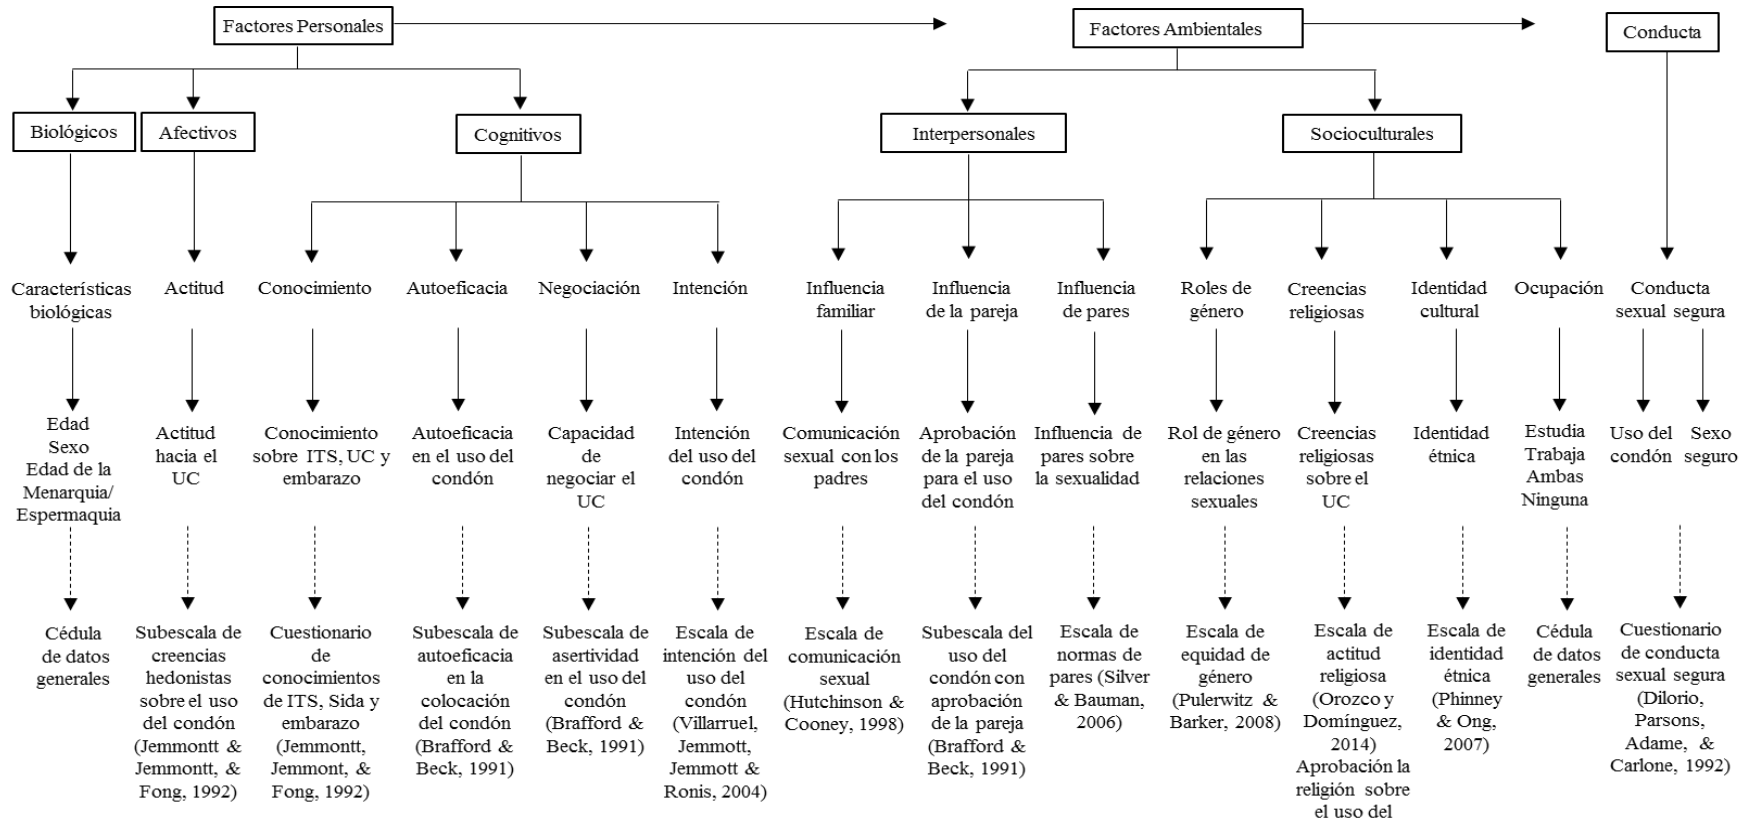 Factores Personales
Factores Ambientales
Conducta
Biológicos
Afectivos
Cognitivos
Interpersonales
Socioculturales
Características
biológicas
Actitud
Conocimiento
Autoeficacia
Negociación
Intención
Influencia
familiar
Influencia
de la pareja
Influencia
de pares
Roles de
género
Creencias
religiosas
Identidad
cultural
Ocupación
Conducta
sexual segura
Edad
Sexo
Edad de la
Menarquia/
Espermaquia
Actitud
hacia el
UC
Conocimiento
sobre ITS, UC y
embarazo
Autoeficacia
en el uso del
condón
Capacidad
de
negociar el
UC
Intención
del uso del
condón
Comunicación
sexual con los
padres
Aprobación
de la pareja
para el uso
del condón
Influencia de
pares sobre
la sexualidad
Rol de género
en las
relaciones
sexuales
Creencias
religiosas
sobre el
UC
Identidad
étnica
Estudia
Trabaja
Ambas
Ninguna
Uso del
condón
Sexo
seguro
Cédula
de datos
generales
Subescala de
creencias
hedonistas
sobre el uso
del condón
(Jemmontt &
Jemmontt, &
Fong, 1992)
Cuestionario
de
conocimientos
de ITS, Sida y
embarazo
(Jemmontt,
Jemmont, &
Fong, 1992)
Subescala de
autoeficacia
en la
colocación
del condón
(Brafford &
Beck, 1991)
Subescala de
asertividad
en el uso del
condón
(Brafford &
Beck, 1991)
Escala de
intención del
uso del
condón
(Villarruel,
Jemmott,
Jemmott &
Ronis, 2004)
Escala de
comunicación
sexual
(Hutchinson &
Cooney, 1998)
Subescala del
uso del
condón con
aprobación
de la pareja
(Brafford &
Beck, 1991)
Escala de
normas de
pares (Silver
& Bauman,
2006)
Escala de
equidad de
género
(Pulerwitz &
Barker, 2008)
Escala de
actitud
religiosa
(Orozco y
Domínguez,
2014)
Aprobación la
religión sobre
el uso del
Escala de
identidad
étnica
(Phinney
& Ong,
2007)
Cédula
de datos
generales
Cuestionario
de conducta
sexual segura
(Dilorio,
Parsons,
Adame, &
Carlone, 1992)